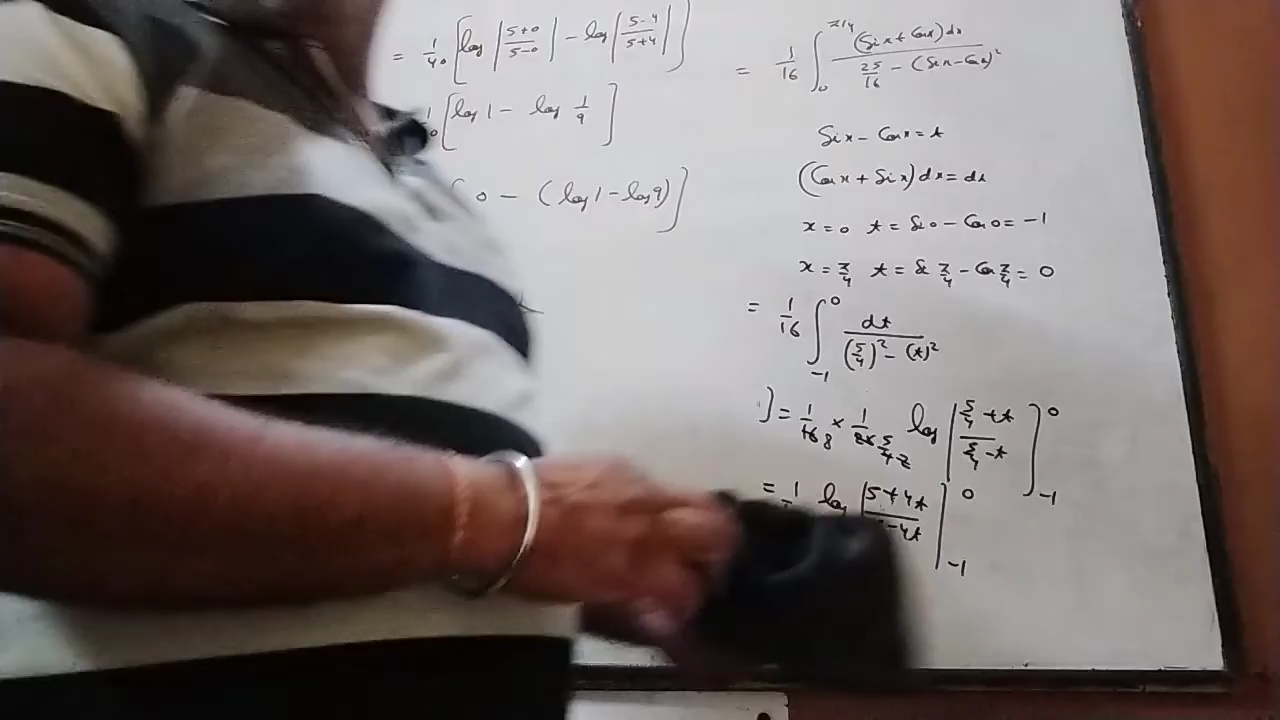 = 1/40 [log |5+0/5-0| - log |5-4/5+4|]
[log 1 - log 1/9]
0 - (log 1 - log 9)]
= 1/16 ∫_0^{π/4} (Sin x + Cos x) dx / (25/16 - (Sin x - Cos x)^2)
Sin x - Cos x = t
(Cos x + Sin x) dx = dt
x = 0 t = Sin 0 - Cos 0 = -1
x = π/4 t = Sin π/4 - Cos π/4 = 0
= 1/16 ∫_{-1}^0 dt / ((5/4)^2 - (t)^2)
= 1/16 8 × 1/2×5/4 2 log |5/4 + t / 5/4 - t| ]_{-1}^0
= log |5+4t / -4t| ]_{-1}^0